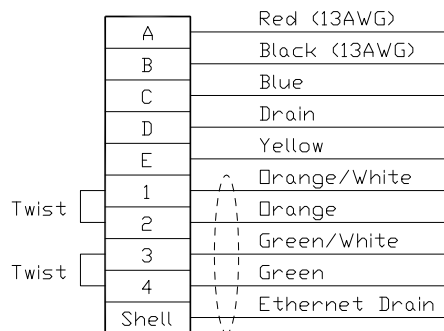 A Red (13AWG)
B Black (13AWG)
C Blue
D Drain
E Yellow
1 Orange/White
Twist
2 Orange
3 Green/White
Twist
4 Green
Shell Ethernet Drain